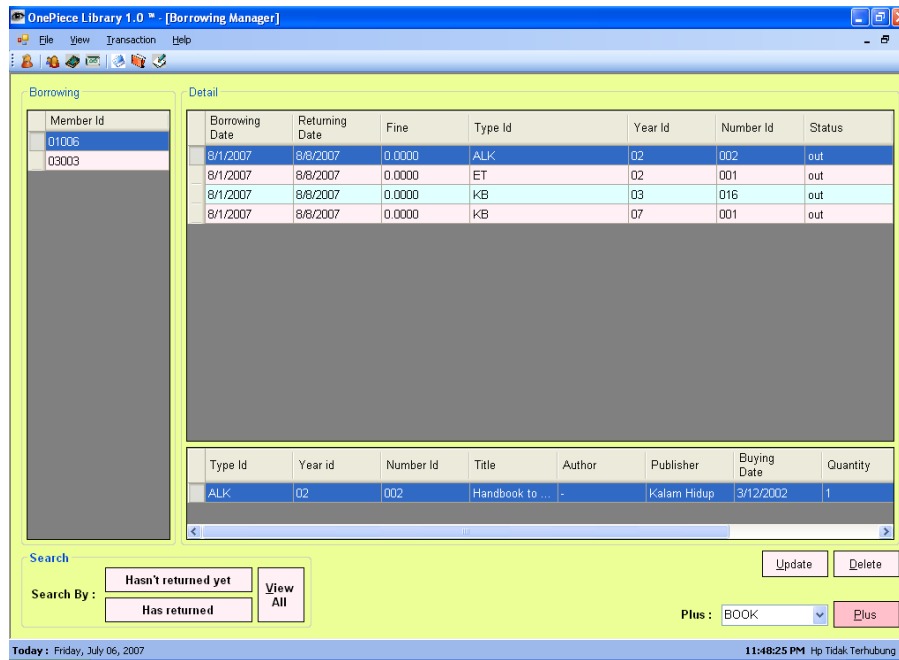 OnePiece Library 1.0 ™ - [Borrowing Manager]
File View Transaction Help
Borrowing
Member Id
01006
03003
Detail
Borrowing Date Returning Date Fine Type Id Year Id Number Id Status
8/1/2007 8/8/2007 0.0000 ALK 02 002 out
8/1/2007 8/8/2007 0.0000 ET 02 001 out
8/1/2007 8/8/2007 0.0000 KB 03 016 out
8/1/2007 8/8/2007 0.0000 KB 07 001 out
Type Id Year id Number Id Title Author Publisher Buying Date Quantity
ALK 02 002 Handbook to ... - Kalam Hidup 3/12/2002 1
Search
Search By :
Hasn't returned yet
Has returned
View
All
Update Delete
Plus : BOOK Plus
Today : Friday, July 06, 2007 11:48:25 PM Hp Tidak Terhubung